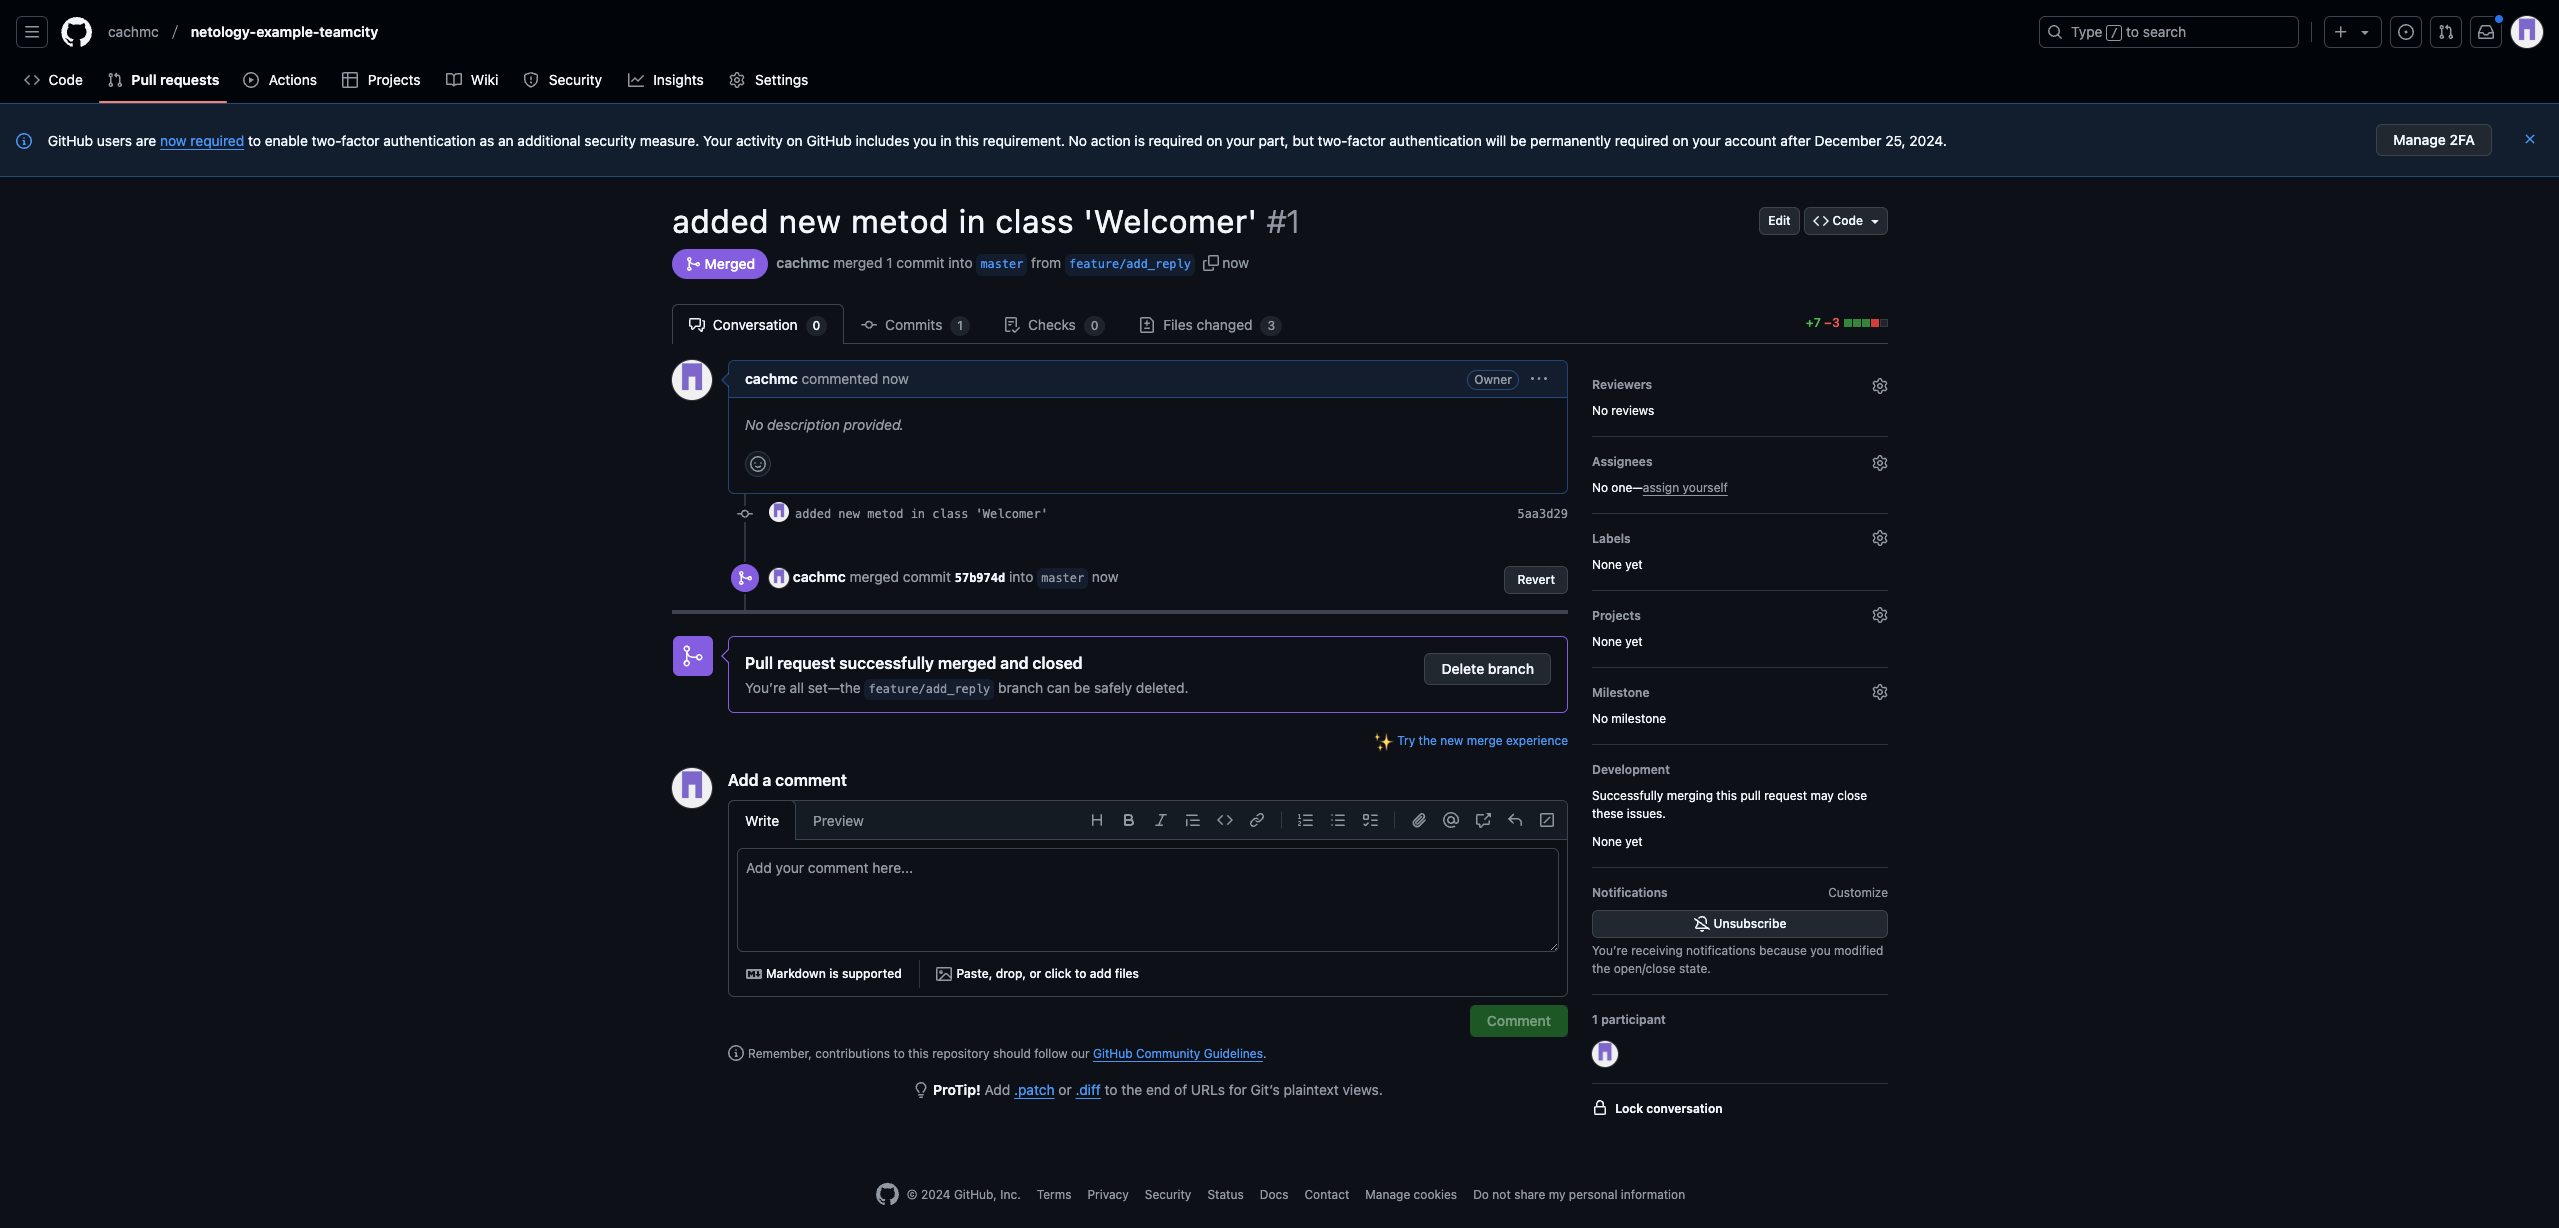 cachmc / netology-example-teamcity
Type / to search
Code Pull requests Actions Projects Wiki Security Insights Settings
GitHub users are now required to enable two-factor authentication as an additional security measure. Your activity on GitHub includes you in this requirement. No action is required on your part, but two-factor authentication will be permanently required on your account after December 25, 2024.
Manage 2FA
added new metod in class 'Welcomer' #1
Edit Code
Merged cachmc merged 1 commit into master from feature/add_reply now
Conversation 0 Commits 1 Checks 0 Files changed 3
+7 −3
cachmc commented now
Owner
No description provided.
added new metod in class 'Welcomer' 5aa3d29
cachmc merged commit 57b974d into master now
Revert
Pull request successfully merged and closed
You're all set—the feature/add_reply branch can be safely deleted.
Delete branch
Try the new merge experience
Add a comment
Write Preview
Add your comment here...
Markdown is supported
Paste, drop, or click to add files
Comment
Remember, contributions to this repository should follow our GitHub Community Guidelines.
ProTip! Add .patch or .diff to the end of URLs for Git's plaintext views.
Reviewers
No reviews
Assignees
No one—assign yourself
Labels
None yet
Projects
None yet
Milestone
No milestone
Development
Successfully merging this pull request may close
these issues.
None yet
Notifications Customize
Unsubscribe
You're receiving notifications because you modified
the open/close state.
1 participant
Lock conversation
© 2024 GitHub, Inc. Terms Privacy Security Status Docs Contact Manage cookies Do not share my personal information